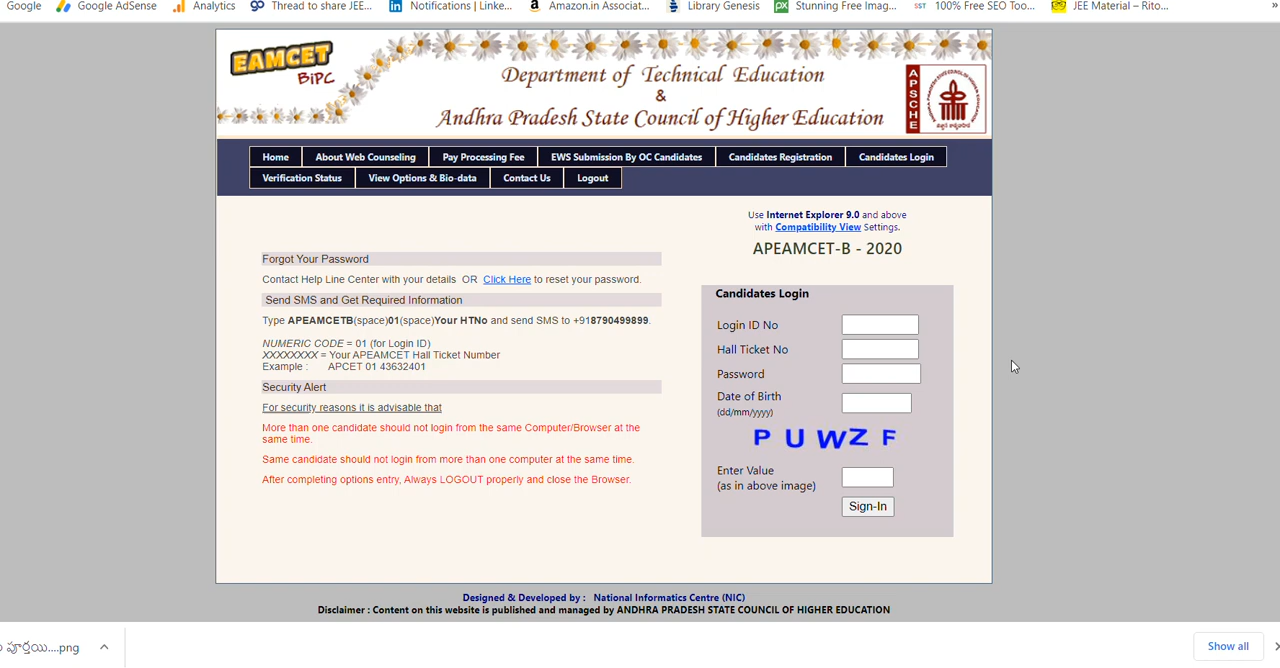 Google Google AdSense Analytics Thread to share JEE... Notifications | Linke... Amazon.in Associat... Library Genesis Stunning Free Imag... 100% Free SEO Too... JEE Material – Rito... »
EAMCET
BiPC
Department of Technical Education
&
Andhra Pradesh State Council of Higher Education
APSCHE
Home About Web Counseling Pay Processing Fee EWS Submission By OC Candidates Candidates Registration Candidates Login
Verification Status View Options & Bio-data Contact Us Logout
Use Internet Explorer 9.0 and above
with Compatibility View Settings.
APEAMCET-B - 2020
Forgot Your Password
Contact Help Line Center with your details OR Click Here to reset your password.
Send SMS and Get Required Information
Type APEAMCETB(space)01(space)Your HTNo and send SMS to +918790499899.
NUMERIC CODE = 01 (for Login ID)
XXXXXXXX = Your APEAMCET Hall Ticket Number
Example : APCET 01 43632401
Security Alert
For security reasons it is advisable that
More than one candidate should not login from the same Computer/Browser at the
same time.
Same candidate should not login from more than one computer at the same time.
After completing options entry, Always LOGOUT properly and close the Browser.
Candidates Login
Login ID No
Hall Ticket No
Password
Date of Birth
(dd/mm/yyyy)
P U W Z F
Enter Value
(as in above image)
Sign-In
Designed & Developed by : National Informatics Centre (NIC)
Disclaimer : Content on this website is published and managed by ANDHRA PRADESH STATE COUNCIL OF HIGHER EDUCATION
పూర్తయి....png
Show all